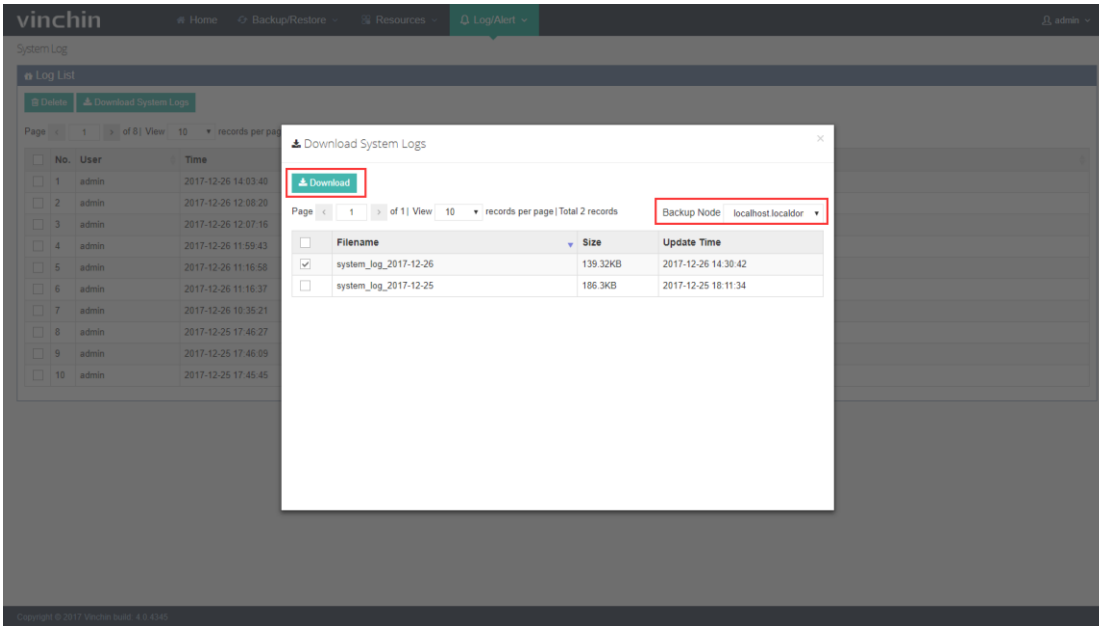 vinchin Home Backup/Restore Resources Log/Alert admin
System Log
Log List
Delete Download System Logs
Page 1 of 8| View 10 records per pag
No. User Time
1 admin 2017-12-26 14:03:40
2 admin 2017-12-26 12:08:20
3 admin 2017-12-26 12:07:16
4 admin 2017-12-26 11:59:43
5 admin 2017-12-26 11:16:58
6 admin 2017-12-26 11:16:37
7 admin 2017-12-26 10:35:21
8 admin 2017-12-25 17:46:27
9 admin 2017-12-25 17:46:09
10 admin 2017-12-25 17:45:45
Download System Logs
Download
Page 1 of 1| View 10 records per page|Total 2 records Backup Node localhost.localdor
Filename Size Update Time
system_log_2017-12-26 139.32KB 2017-12-26 14:30:42
system_log_2017-12-25 186.3KB 2017-12-25 18:11:34
Copyright © 2017 Vinchin build: 4.0.4345